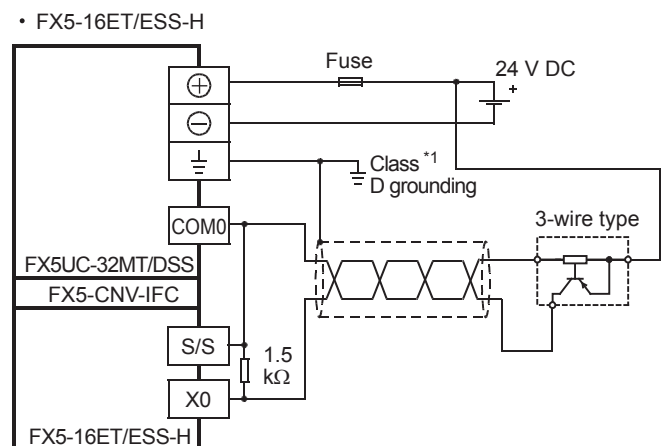 • FX5-16ET/ESS-H
Fuse
24 V DC
+
Class *1
D grounding
COM0
3-wire type
FX5UC-32MT/DSS
FX5-CNV-IFC
S/S
1.5
kΩ
X0
FX5-16ET/ESS-H